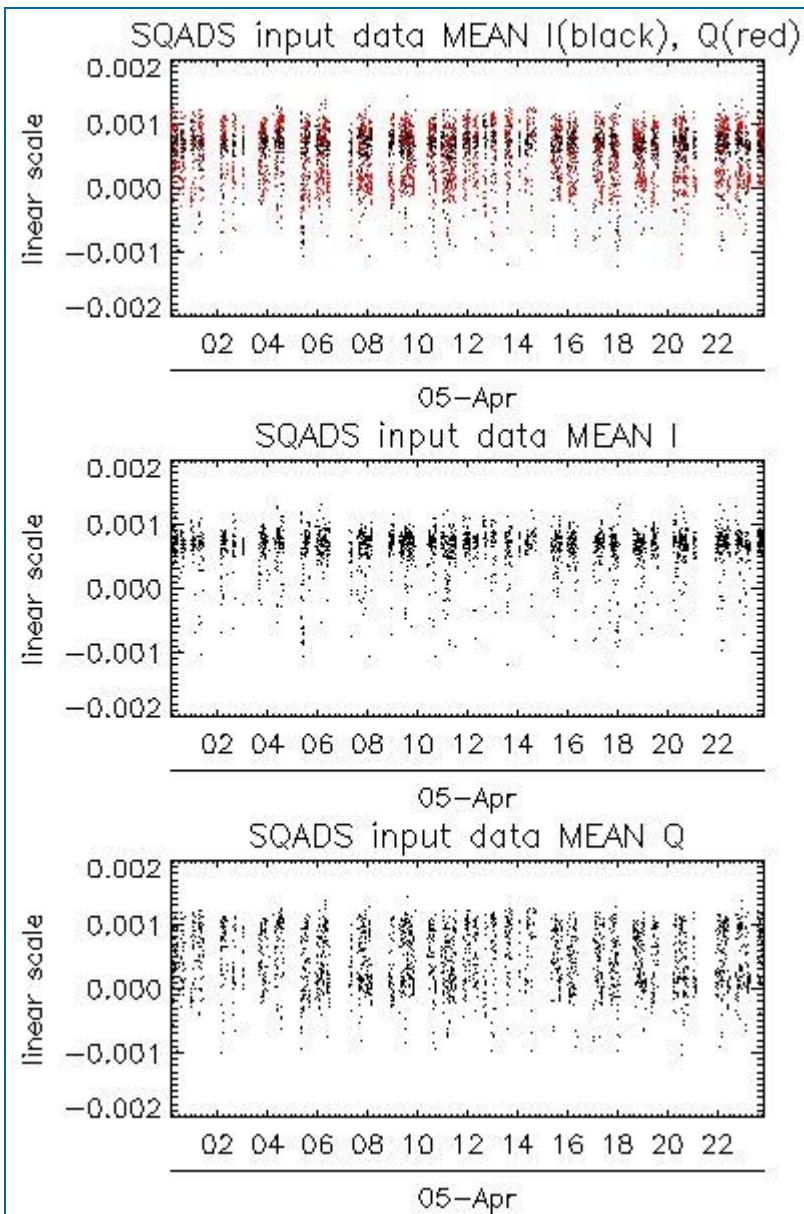 SQADS input data MEAN I(black), Q(red)
linear scale
0.002
0.001
0.000
-0.001
-0.002
02 04 06 08 10 12 14 16 18 20 22
05-Apr
SQADS input data MEAN I
linear scale
0.002
0.001
0.000
-0.001
-0.002
02 04 06 08 10 12 14 16 18 20 22
05-Apr
SQADS input data MEAN Q
linear scale
0.002
0.001
0.000
-0.001
-0.002
02 04 06 08 10 12 14 16 18 20 22
05-Apr